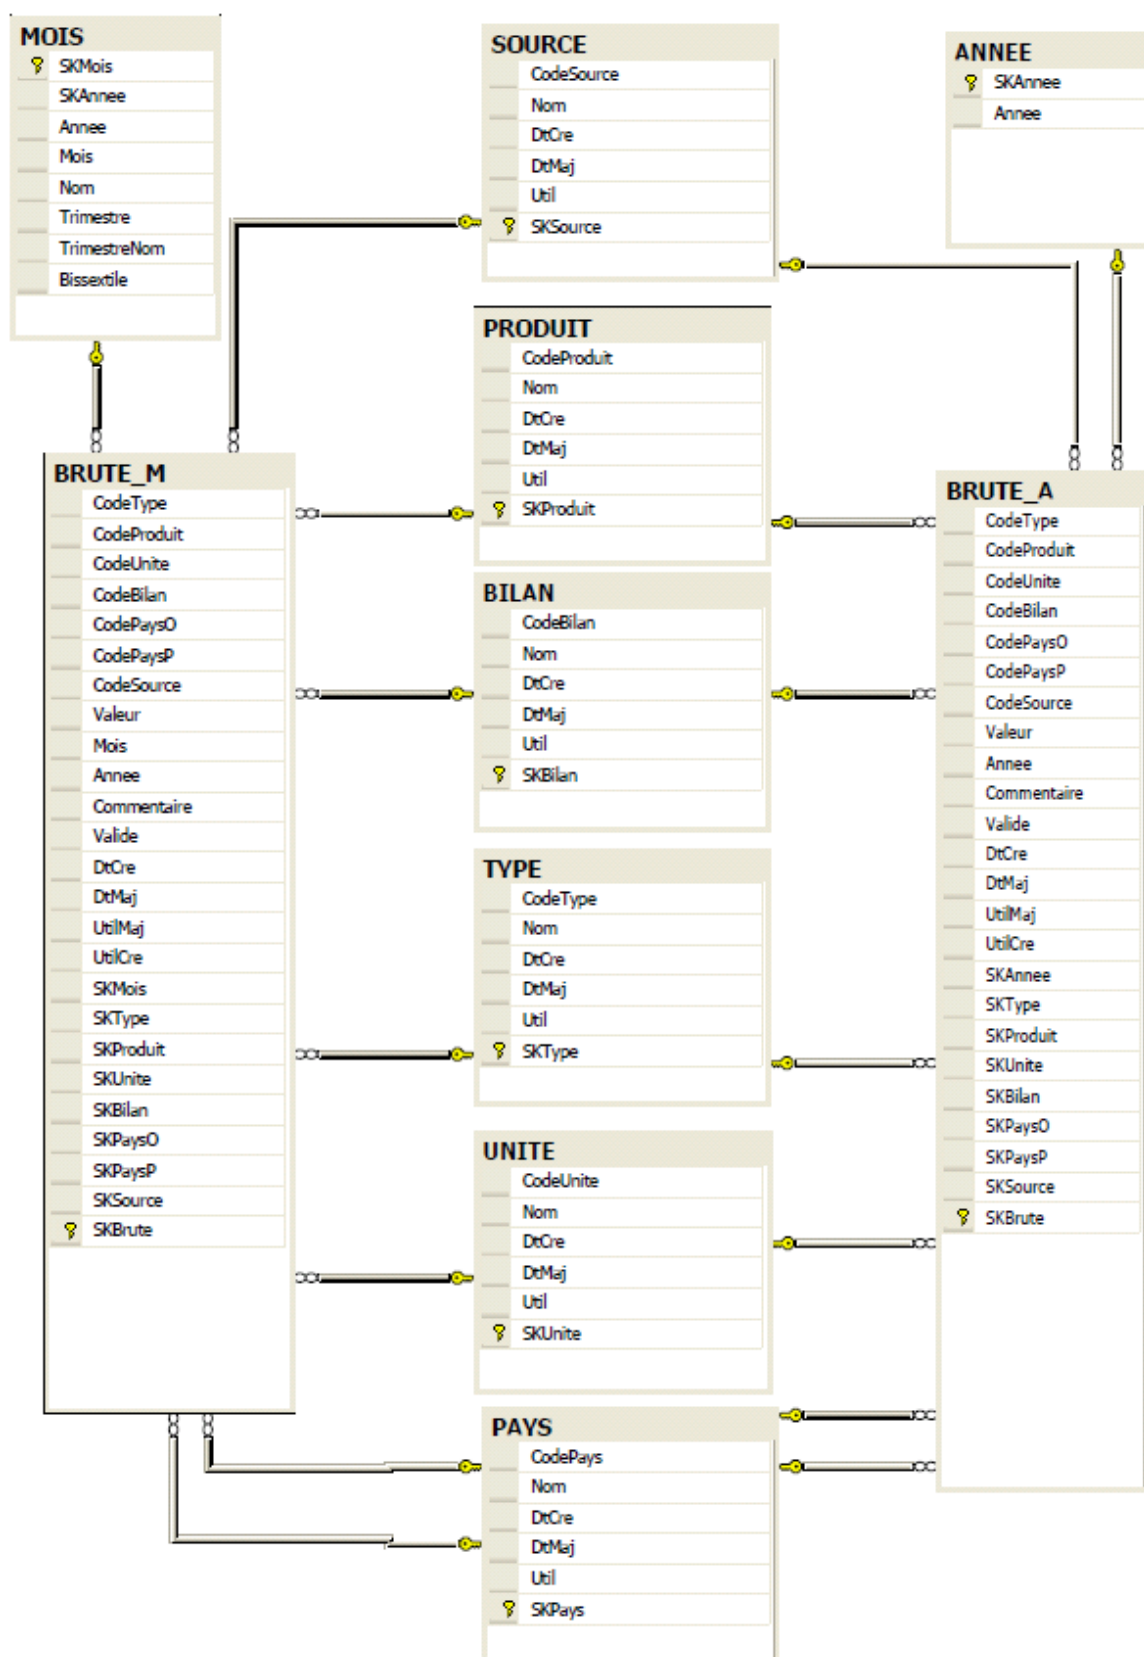 MOIS
SKMois
SKAnnee
Annee
Mois
Nom
Trimestre
TrimestreNom
Bissextile
SOURCE
CodeSource
Nom
DtCre
DtMaj
Util
SKSource
ANNEE
SKAnnee
Annee
PRODUIT
CodeProduit
Nom
DtCre
DtMaj
Util
SKProduit
BRUTE_M
CodeType
CodeProduit
CodeUnite
CodeBilan
CodePaysO
CodePaysP
CodeSource
Valeur
Mois
Annee
Commentaire
Valide
DtCre
DtMaj
UtilMaj
UtilCre
SKMois
SKType
SKProduit
SKUnite
SKBilan
SKPaysO
SKPaysP
SKSource
SKBrute
BILAN
CodeBilan
Nom
DtCre
DtMaj
Util
SKBilan
TYPE
CodeType
Nom
DtCre
DtMaj
Util
SKType
UNITE
CodeUnite
Nom
DtCre
DtMaj
Util
SKUnite
PAYS
CodePays
Nom
DtCre
DtMaj
Util
SKPays
BRUTE_A
CodeType
CodeProduit
CodeUnite
CodeBilan
CodePaysO
CodePaysP
CodeSource
Valeur
Annee
Commentaire
Valide
DtCre
DtMaj
UtilMaj
UtilCre
SKAnnee
SKType
SKProduit
SKUnite
SKBilan
SKPaysO
SKPaysP
SKSource
SKBrute